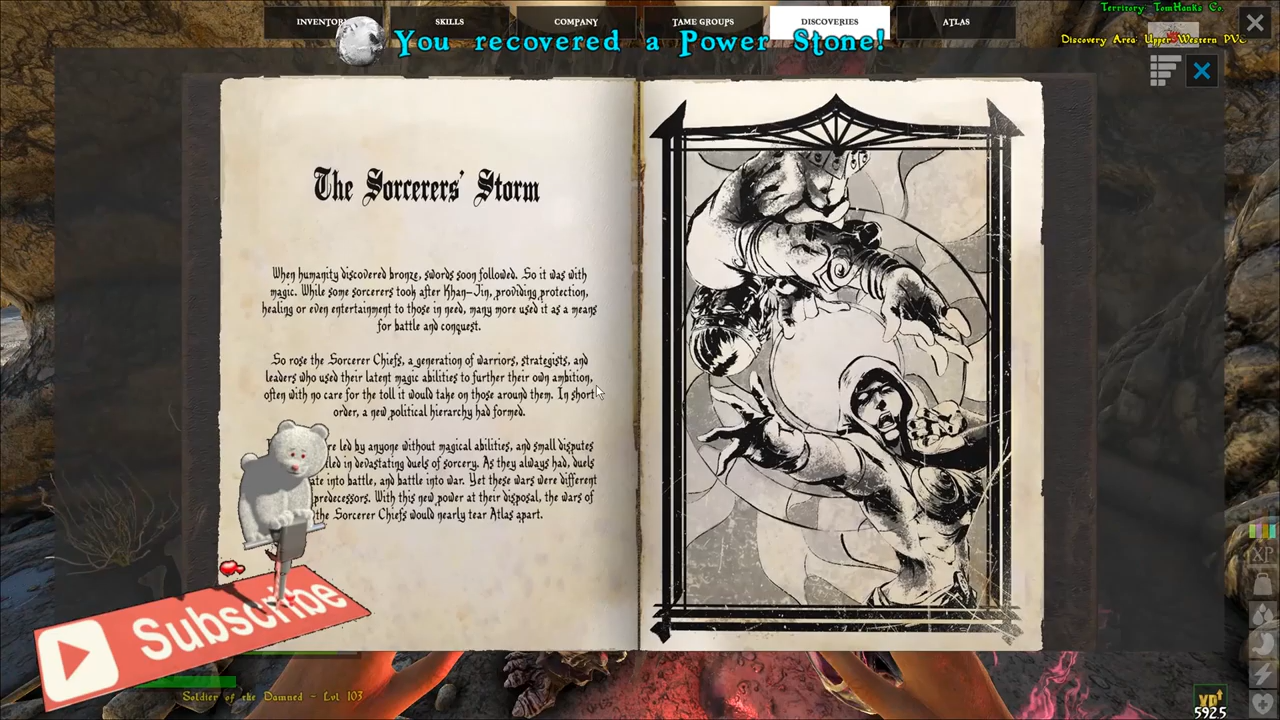 INVENTORY
SKILLS
COMPANY
TAME GROUPS
DISCOVERIES
ATLAS
Territory TomHanks Co.
You recovered a Power Stone!
Discovery Area: Upper Western PVC
The Sorcerers' Storm
When humanity discovered bronze, swords soon followed. So it was with
magic. While some sorcerers took after Khan-Jin, providing protection,
healing or even entertainment to those in need, many more used it as a means
for battle and conquest.
So rose the Sorcerer Chiefs, a generation of warriors, strategists, and
leaders who used their latent magic abilities to further their own ambition,
often with no care for the toll it would take on those around them. In short
order, a new political hierarchy had formed.
led by anyone without magical abilities, and small disputes
in devastating duels of sorcery. As they always had, duels
into battle, and battle into war. Yet these wars were different
predecessors. With this new power at their disposal, the wars of
the Sorcerer Chiefs would nearly tear Atlas apart.
Subscribe
Soldier of the Damned - Lvl 103
XP
XP
5925